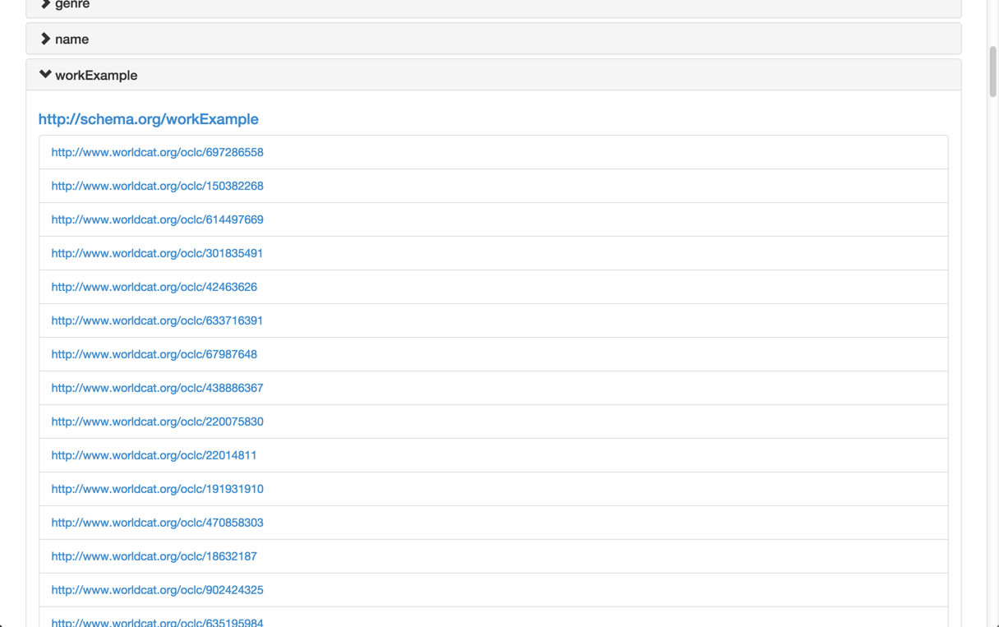 genre
name
workExample
http://schema.org/workExample
http://www.worldcat.org/oclc/697286558
http://www.worldcat.org/oclc/150382268
http://www.worldcat.org/oclc/614497669
http://www.worldcat.org/oclc/301835491
http://www.worldcat.org/oclc/42463626
http://www.worldcat.org/oclc/633716391
http://www.worldcat.org/oclc/67987648
http://www.worldcat.org/oclc/438886367
http://www.worldcat.org/oclc/220075830
http://www.worldcat.org/oclc/22014811
http://www.worldcat.org/oclc/191931910
http://www.worldcat.org/oclc/470858303
http://www.worldcat.org/oclc/18632187
http://www.worldcat.org/oclc/902424325
http://www.worldcat.org/oclc/635195984